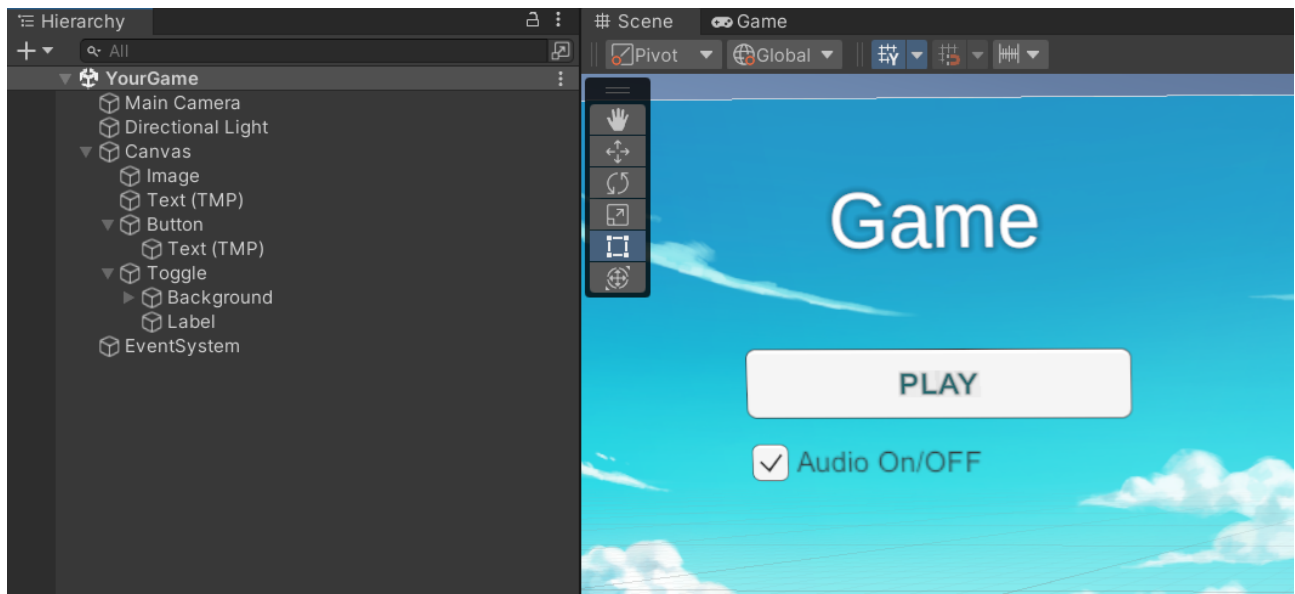 Hierarchy
All
YourGame
Main Camera
Directional Light
Canvas
Image
Text (TMP)
Button
Text (TMP)
Toggle
Background
Label
EventSystem
Scene
Game
Pivot
Global
Game
PLAY
Audio On/OFF